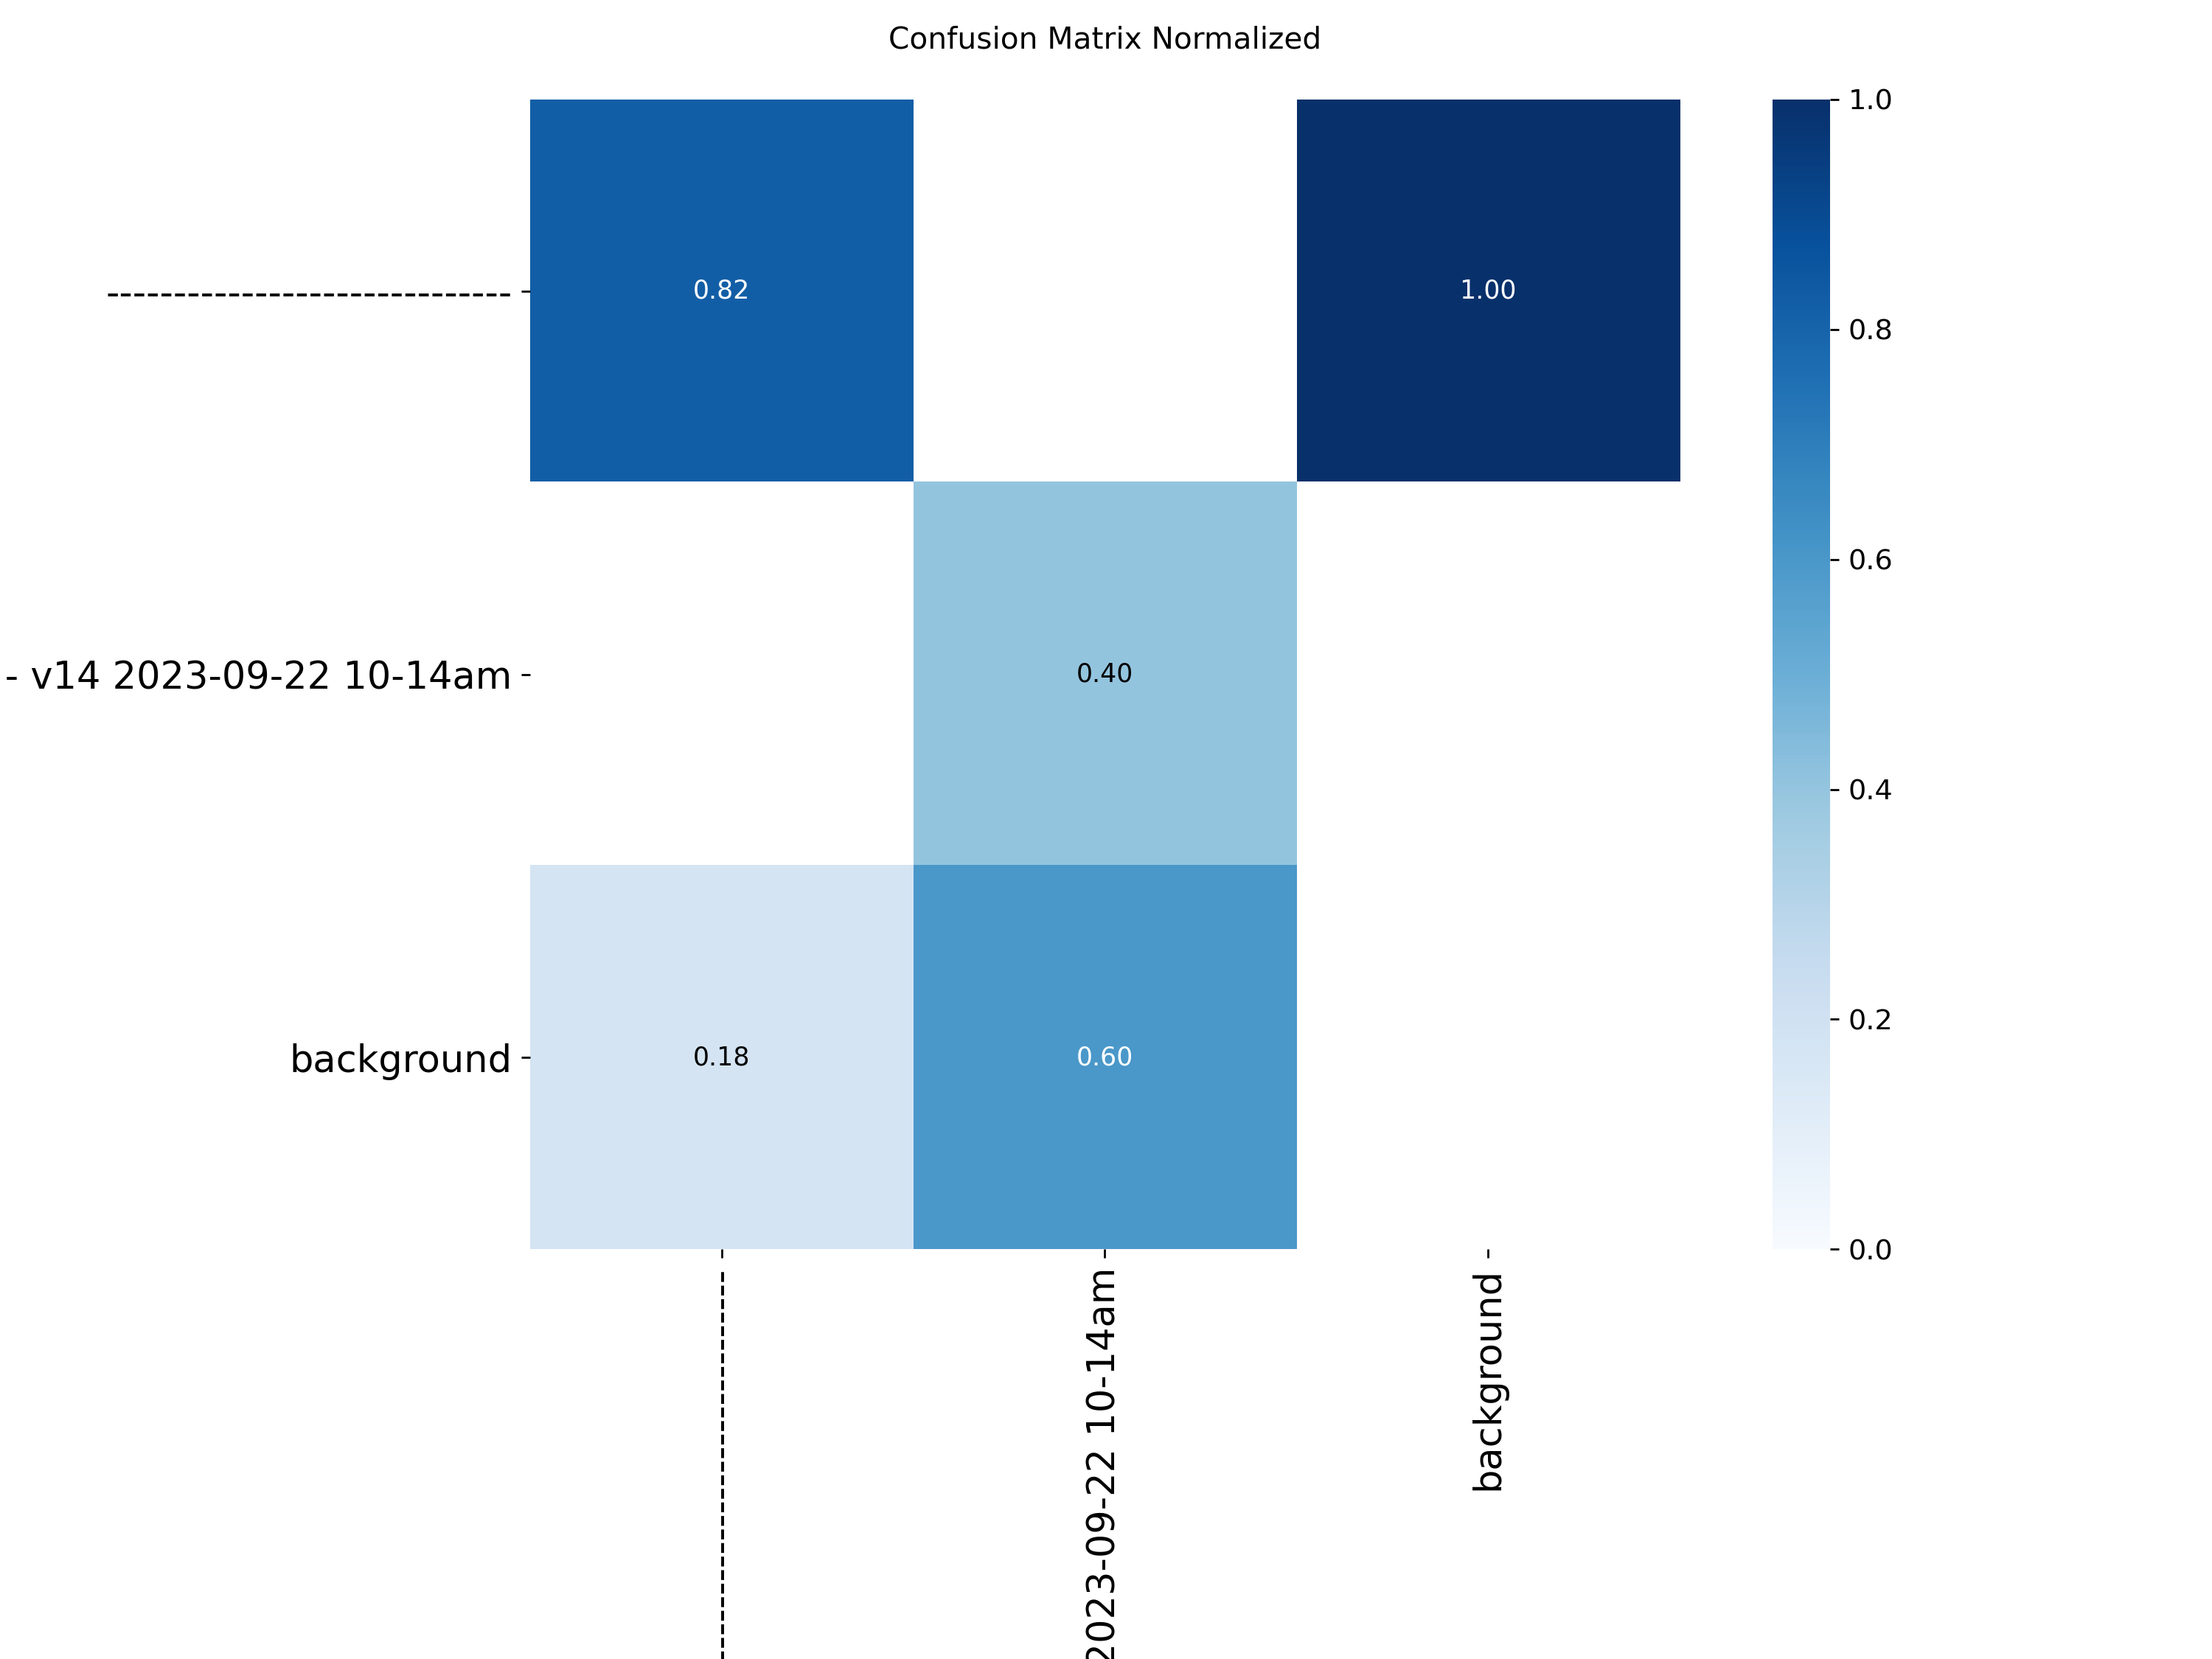 Confusion Matrix Normalized
1.0
0.82
1.00
------------------------------
0.8
0.6
- v14 2023-09-22 10-14am
0.40
0.4
0.2
background
0.18
0.60
0.0
------------------------------
2023-09-22 10-14am
background